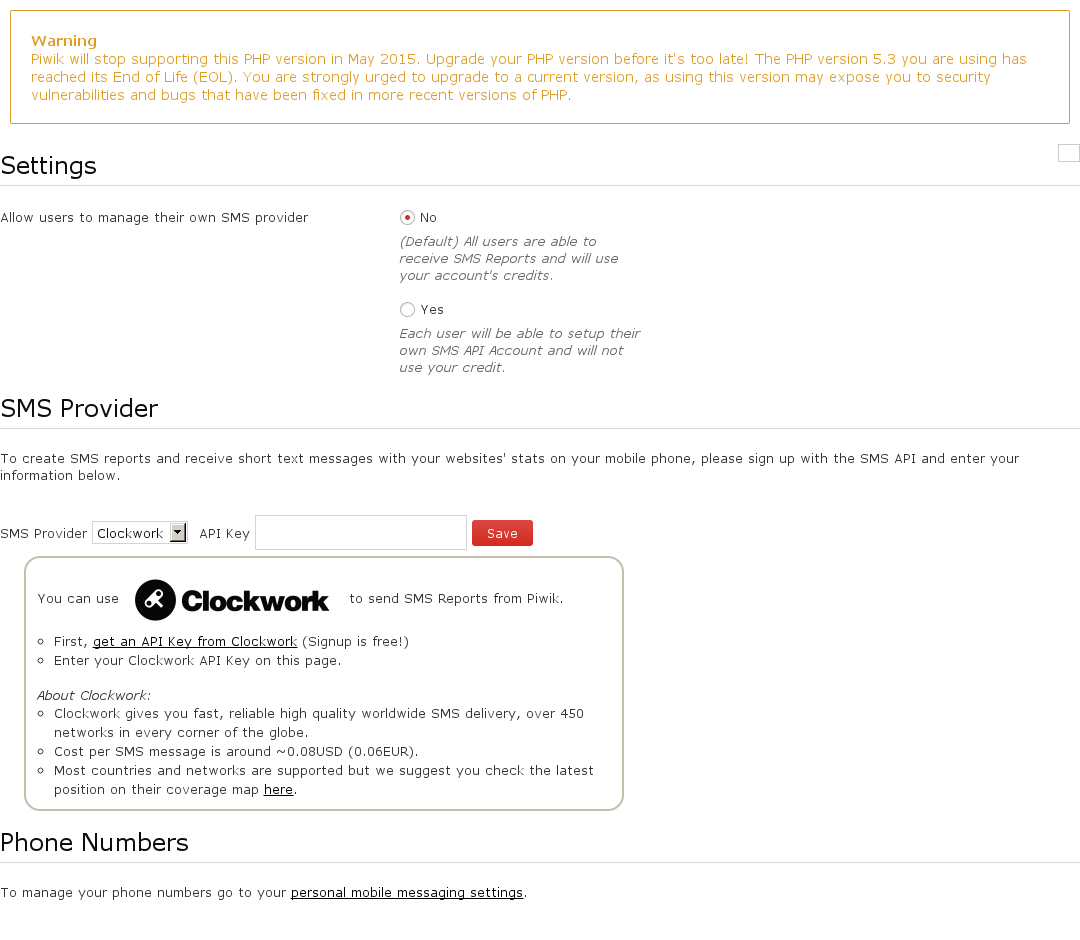 Warning
Piwik will stop supporting this PHP version in May 2015. Upgrade your PHP version before it's too late! The PHP version 5.3 you are using has
reached its End of Life (EOL). You are strongly urged to upgrade to a current version, as using this version may expose you to security
vulnerabilities and bugs that have been fixed in more recent versions of PHP.
Settings
Allow users to manage their own SMS provider
No
(Default) All users are able to
receive SMS Reports and will use
your account's credits.
Yes
Each user will be able to setup their
own SMS API Account and will not
use your credit.
SMS Provider
To create SMS reports and receive short text messages with your websites' stats on your mobile phone, please sign up with the SMS API and enter your
information below.
SMS Provider Clockwork API Key Save
You can use Clockwork to send SMS Reports from Piwik.
First, get an API Key from Clockwork (Signup is free!)
Enter your Clockwork API Key on this page.
About Clockwork:
Clockwork gives you fast, reliable high quality worldwide SMS delivery, over 450
networks in every corner of the globe.
Cost per SMS message is around ~0.08USD (0.06EUR).
Most countries and networks are supported but we suggest you check the latest
position on their coverage map here.
Phone Numbers
To manage your phone numbers go to your personal mobile messaging settings.